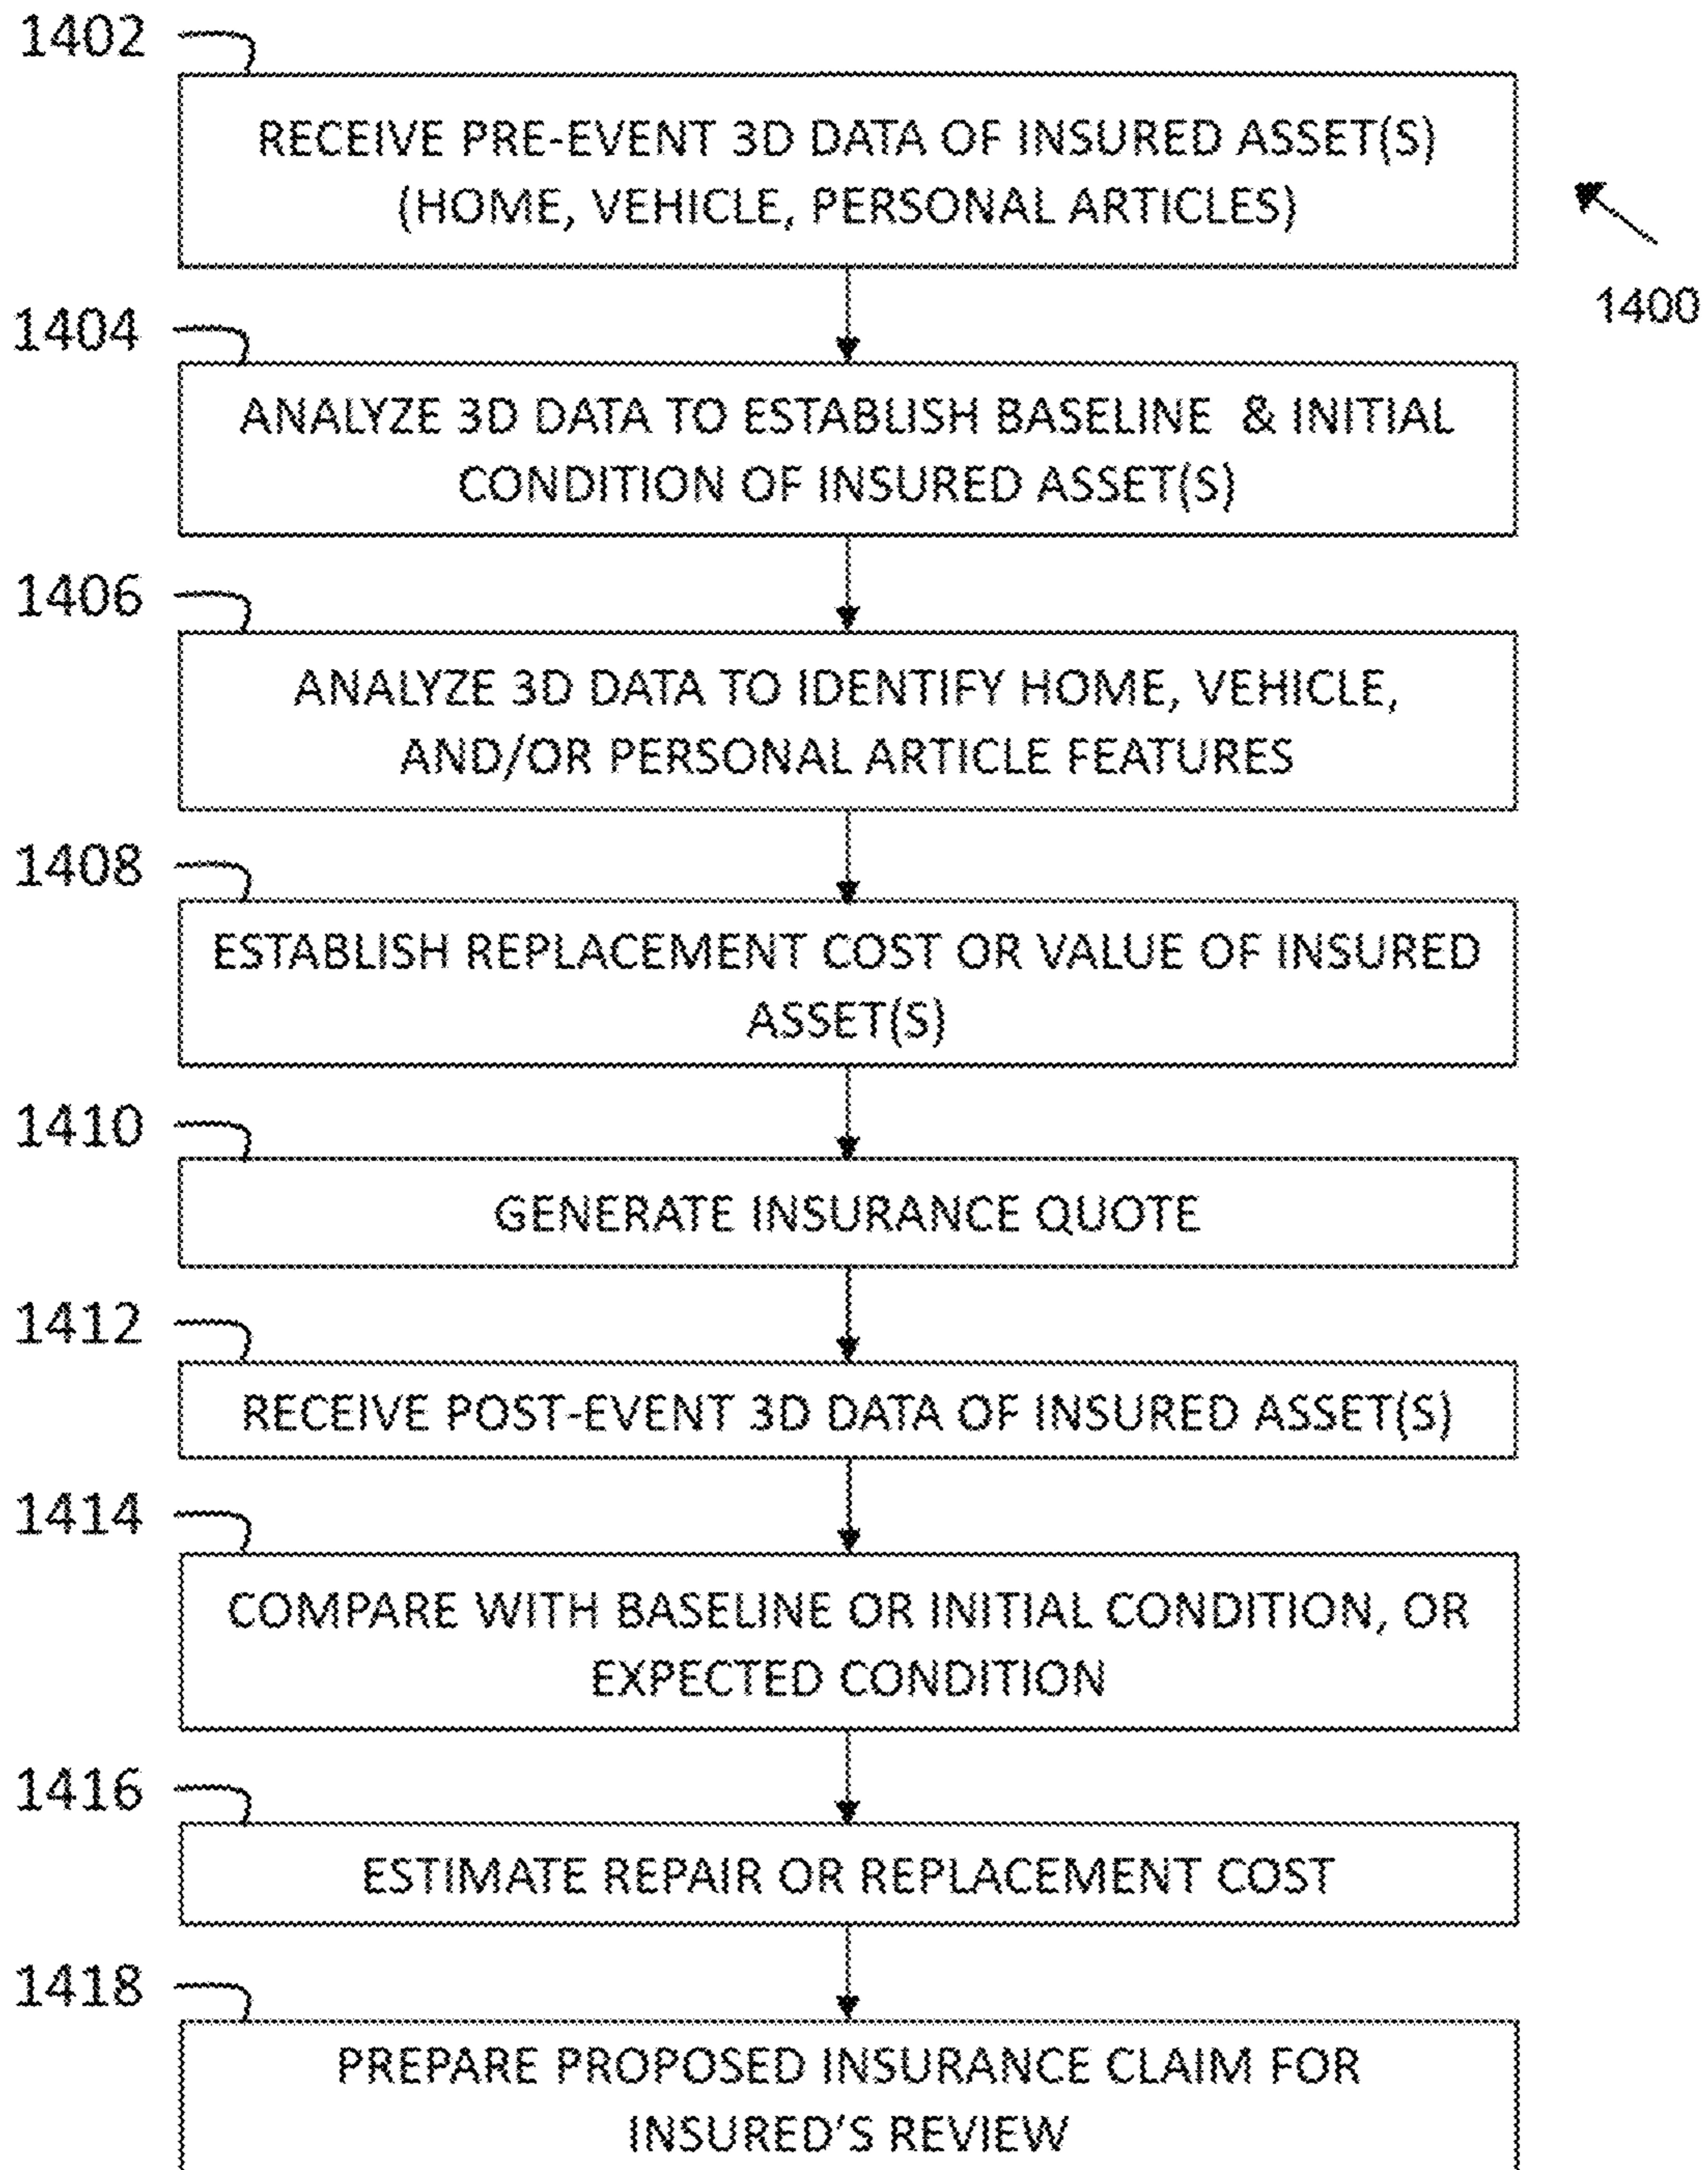 1402
RECEIVE PRE-EVENT 3D DATA OF INSURED ASSET(S)
(HOME, VEHICLE, PERSONAL ARTICLES)
1400
1404
ANALYZE 3D DATA TO ESTABLISH BASELINE & INITIAL
CONDITION OF INSURED ASSET(S)
1406
ANALYZE 3D DATA TO IDENTIFY HOME, VEHICLE,
AND/OR PERSONAL ARTICLE FEATURES
1408
ESTABLISH REPLACEMENT COST OR VALUE OF INSURED
ASSET(S)
1410
GENERATE INSURANCE QUOTE
1412
RECEIVE POST-EVENT 3D DATA OF INSURED ASSET(S)
1414
COMPARE WITH BASELINE OR INITIAL CONDITION, OR
EXPECTED CONDITION
1416
ESTIMATE REPAIR OR REPLACEMENT COST
1418
PREPARE PROPOSED INSURANCE CLAIM FOR
INSURED'S REVIEW